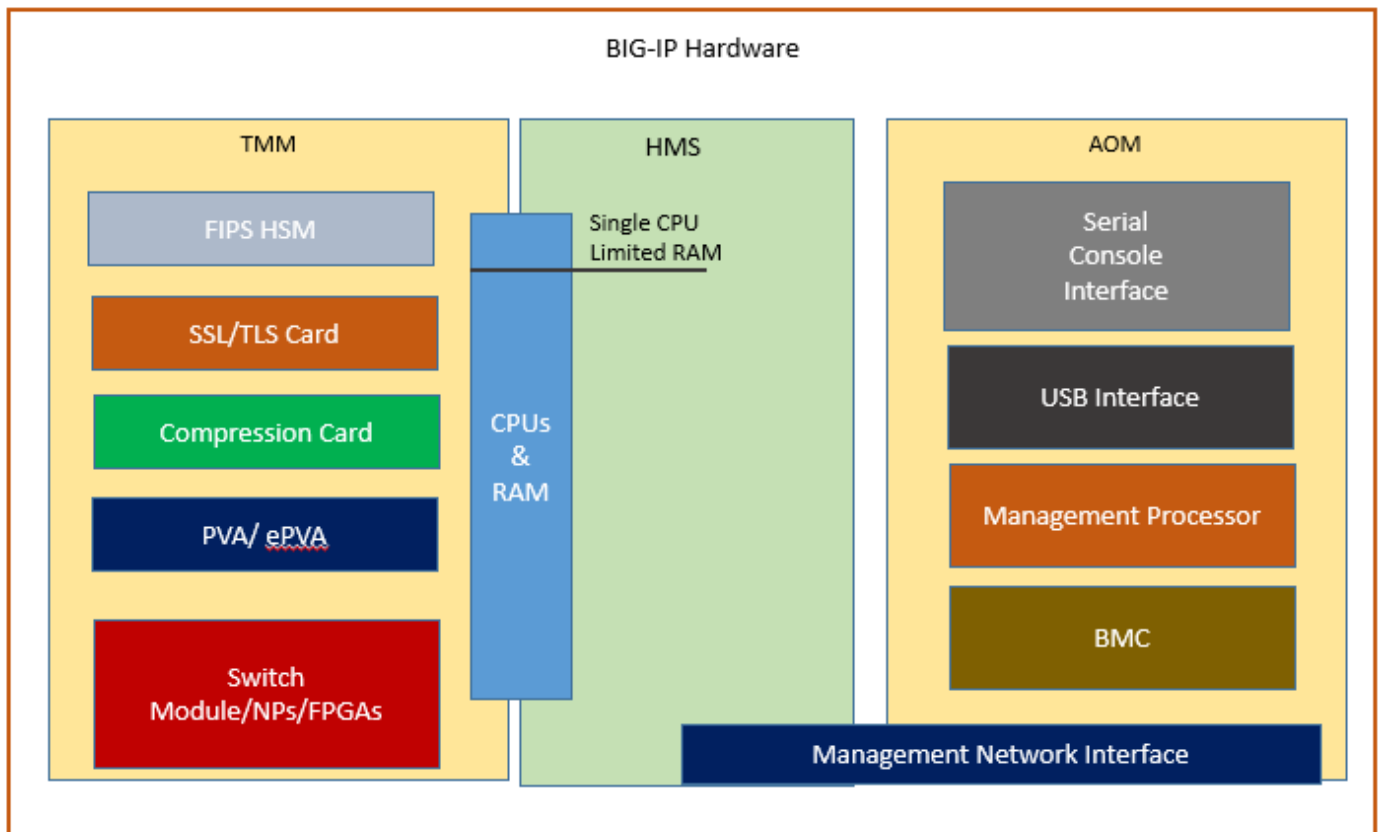 BIG-IP Hardware
TMM
FIPS HSM
SSL/TLS Card
Compression Card
PVA/ ePVA
Switch
Module/NPs/FPGAs
CPUs
&
RAM
HMS
Single CPU
Limited RAM
AOM
Serial
Console
Interface
USB Interface
Management Processor
BMC
Management Network Interface